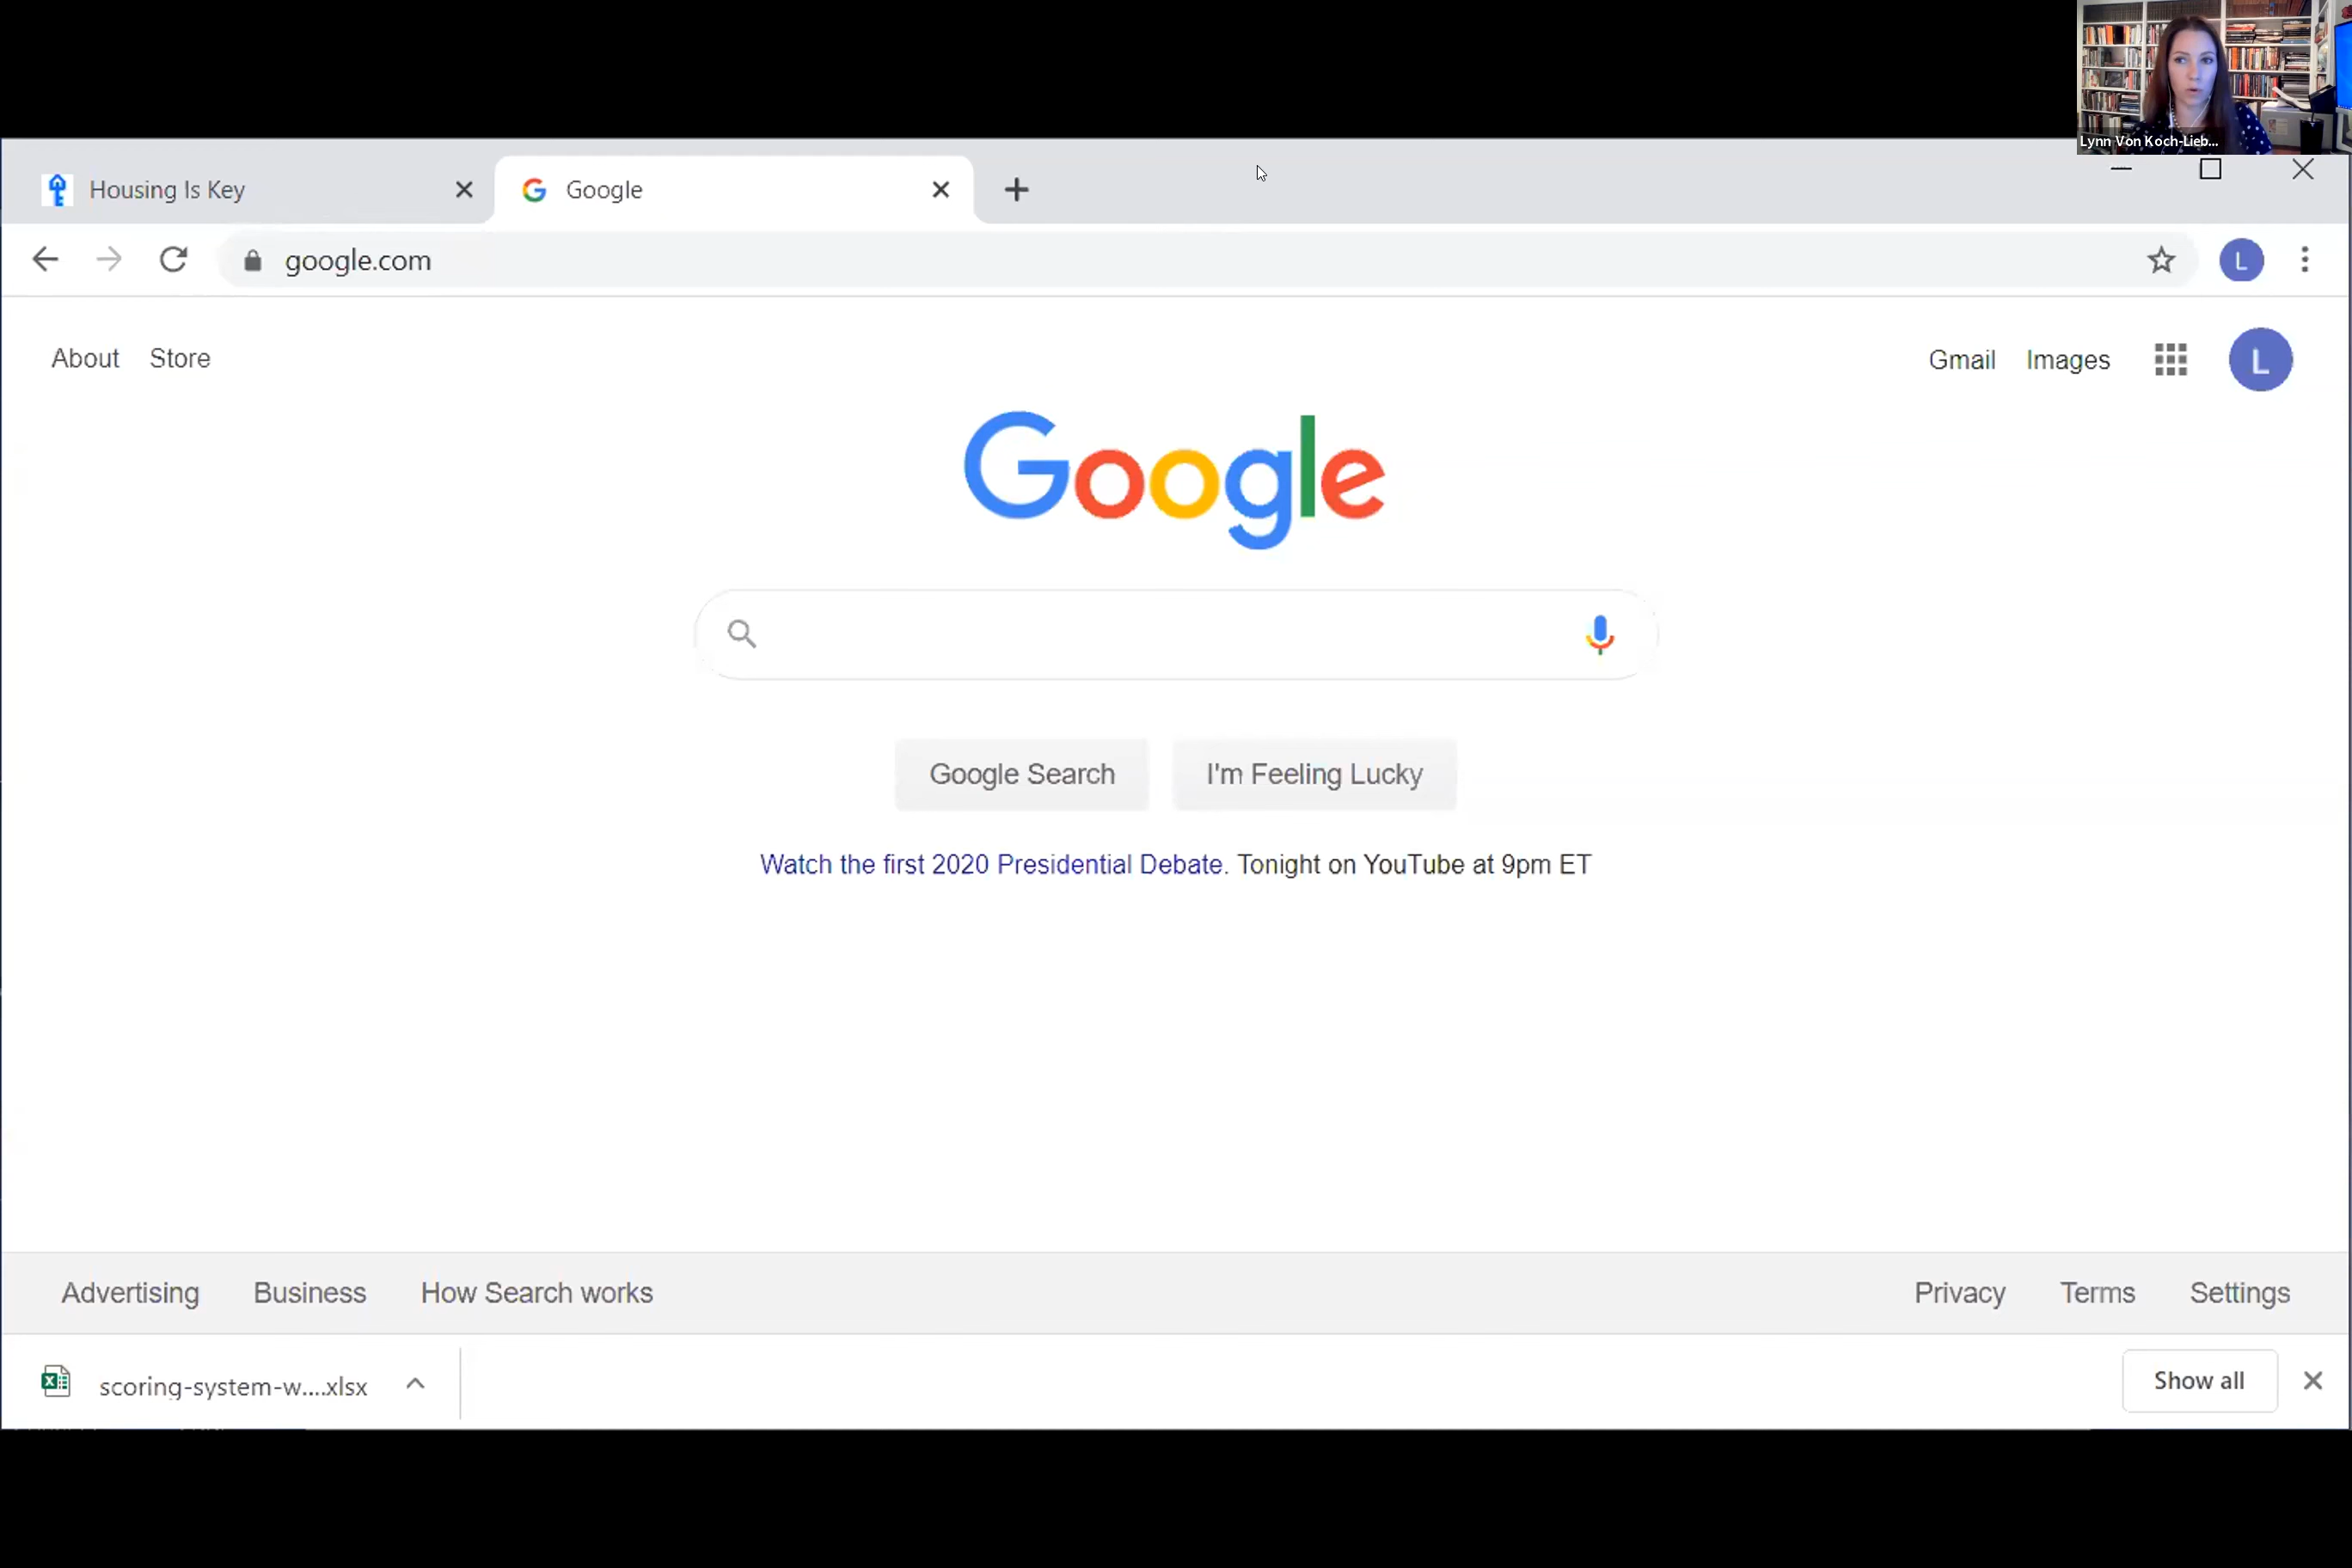 Lynn Von Koch-Lieb...
Housing Is Key
Google
google.com
L
About
Store
Gmail
Images
L
Google
Google Search
I'm Feeling Lucky
Watch the first 2020 Presidential Debate. Tonight on YouTube at 9pm ET
Advertising
Business
How Search works
Privacy
Terms
Settings
scoring-system-w....xlsx
Show all